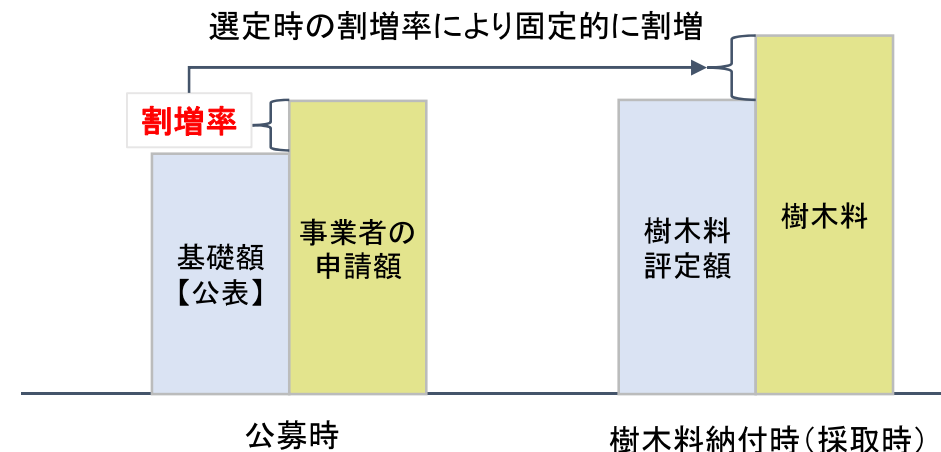 選定時の割増率により固定的に割増
割増率
基礎額
【公表】
事業者の
申請額
樹木料
評定額
樹木料
公募時
樹木料納付時(採取時)